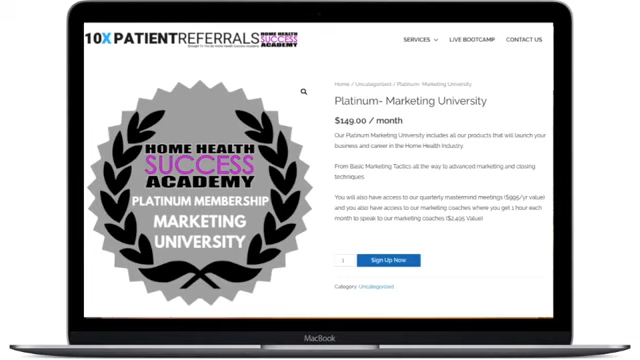 10X PATIENT REFERRALS HOME HEALTH SUCCESS ACADEMY
SERVICES LIVE BOOTCAMP CONTACT US
Home / Uncategorized / Platinum- Marketing University
Platinum- Marketing University
$149.00 / month
Our Platinum Marketing University includes all our products that will launch your
business and career in the Home Health Industry.
From Basic Marketing Tactics all the way to advanced marketing and closing
techniques.
You will also have access to our quarterly mastermind meetings ($995/yr value)
and you also have access to our marketing coaches where you get 1 hour each
month to speak to our marketing coaches ($2,495 Value)
1 Sign Up Now
Category: Uncategorized
HOME HEALTH
SUCCESS
ACADEMY
PLATINUM MEMBERSHIP
MARKETING
UNIVERSITY
MacBook